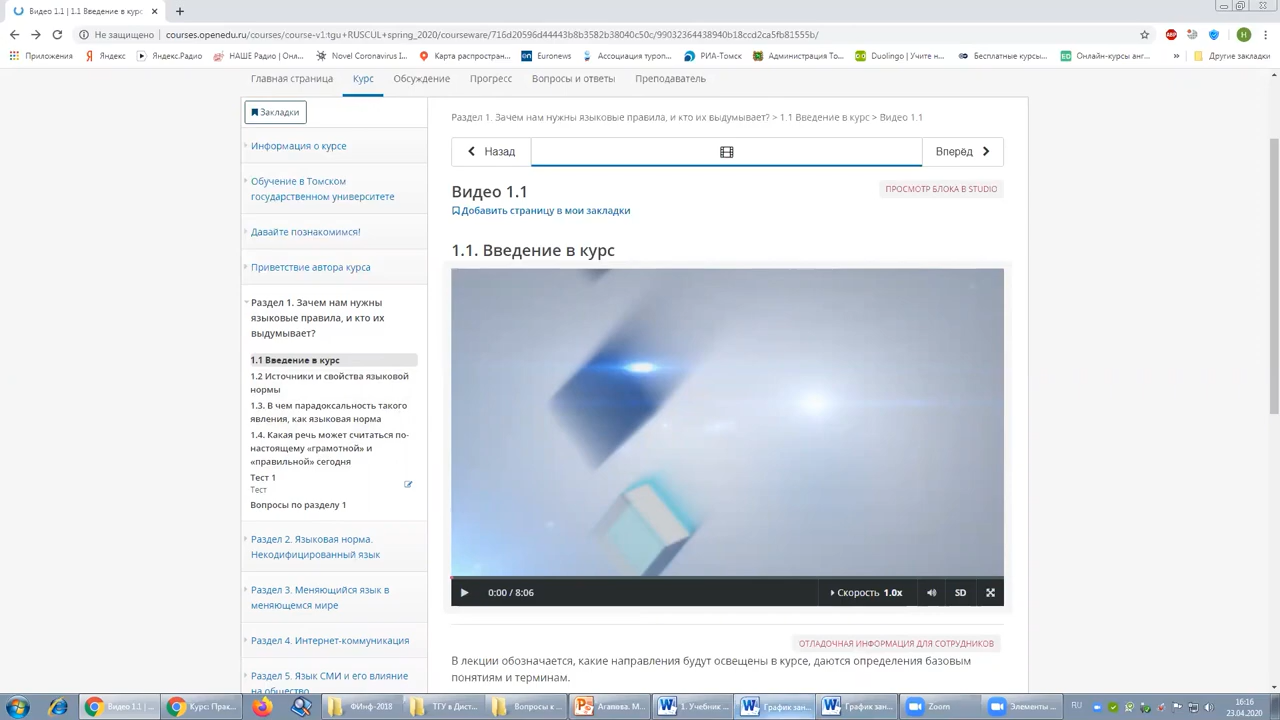 Видео 1.1 | 1.1 Введение в курс
Не защищено
courses.openedu.ru/courses/course-v1:tgu+RUSCUL+spring_2020/courseware/716d20596d44443b8b3582b38040c50c/99032364438940b18ccd2ca5fb81555b/
Приложения Яндекс Яндекс.Радио НАШЕ Радио | Онл... Novel Coronavirus I... Карта распростран... Euronews Ассоциация туроп... РИА-Томск Администрация То... Duolingo | Учите н... Бесплатные курсы... Онлайн-курсы анг... » Другие закладки
Главная страница Курс Обсуждение Прогресс Вопросы и ответы Преподаватель
Закладки
Информация о курсе
Обучение в Томском
государственном университете
Давайте познакомимся!
Приветствие автора курса
Раздел 1. Зачем нам нужны
языковые правила, и кто их
выдумывает?
1.1 Введение в курс
1.2 Источники и свойства языковой
нормы
1.3. В чем парадоксальность такого
явления, как языковая норма
1.4. Какая речь может считаться по-
настоящему «грамотной» и
«правильной» сегодня
Тест 1
Тест
Вопросы по разделу 1
Раздел 2. Языковая норма.
Некодифицированный язык
Раздел 3. Меняющийся язык в
меняющемся мире
Раздел 4. Интернет-коммуникация
Раздел 5. Язык СМИ и его влияние
на общество
Раздел 1. Зачем нам нужны языковые правила, и кто их выдумывает? > 1.1 Введение в курс > Видео 1.1
Назад Вперёд
Видео 1.1
ПРОСМОТР БЛОКА В STUDIO
Добавить страницу в мои закладки
1.1. Введение в курс
0:00 / 8:06 Скорость 1.0x SD
ОТЛАДОЧНАЯ ИНФОРМАЦИЯ ДЛЯ СОТРУДНИКОВ
В лекции обозначается, какие направления будут освещены в курсе, даются определения базовым
понятиям и терминам.
Видео 1.1 | ... Курс: Прак... ФИнф-2018 ТГУ в Дист... Вопросы к ... Агапова. М... 1. Учебник ... График зан... График зан... Zoom Элементы ... RU
16:16
23.04.2020